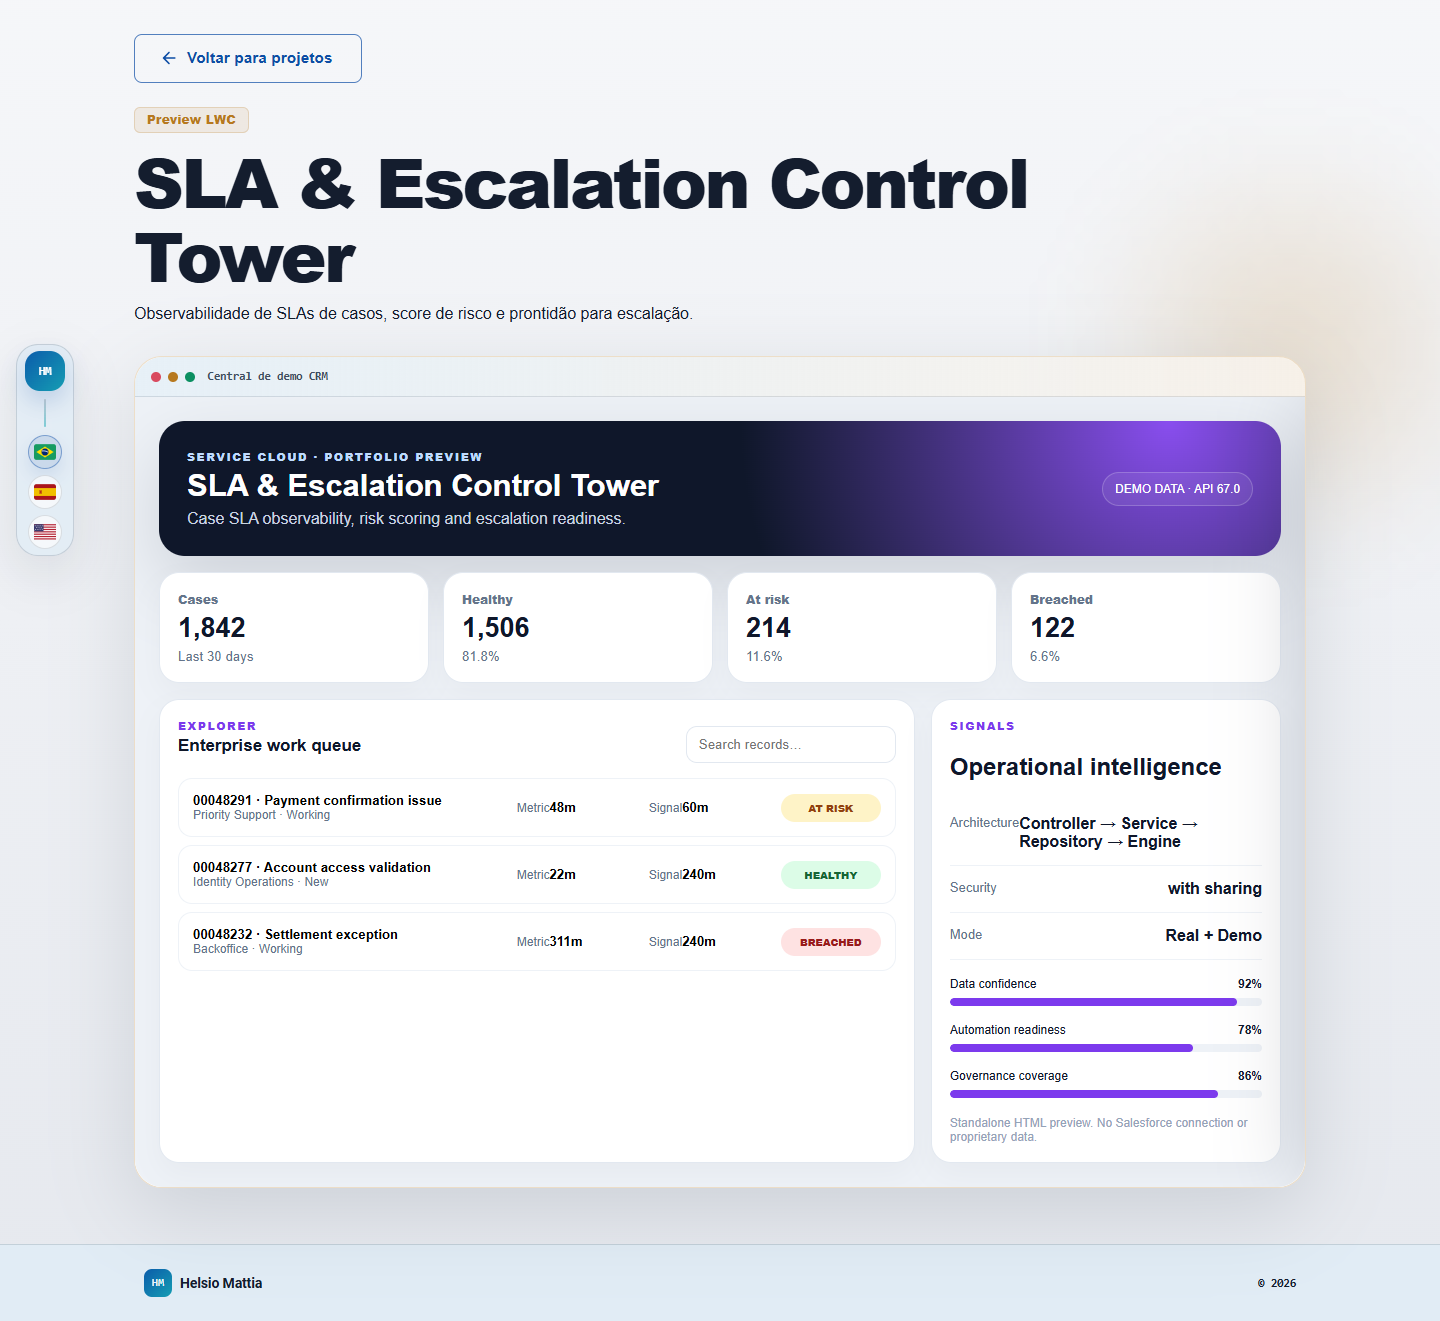 Voltar para projetos
Preview LWC
SLA & Escalation Control
Tower
Observabilidade de SLAs de casos, score de risco e prontidão para escalação.
HM
Central de demo CRM
SERVICE CLOUD · PORTFOLIO PREVIEW
SLA & Escalation Control Tower
Case SLA observability, risk scoring and escalation readiness.
DEMO DATA · API 67.0
Cases
1,842
Last 30 days
Healthy
1,506
81.8%
At risk
214
11.6%
Breached
122
6.6%
EXPLORER
Enterprise work queue
Search records...
00048291 · Payment confirmation issue
Priority Support · Working
Metric48m
Signal60m
AT RISK
00048277 · Account access validation
Identity Operations · New
Metric22m
Signal240m
HEALTHY
00048232 · Settlement exception
Backoffice · Working
Metric311m
Signal240m
BREACHED
SIGNALS
Operational intelligence
Architecture
Controller → Service →
Repository → Engine
Security with sharing
Mode Real + Demo
Data confidence 92%
Automation readiness 78%
Governance coverage 86%
Standalone HTML preview. No Salesforce connection or
proprietary data.
HM Helsio Mattia
© 2026